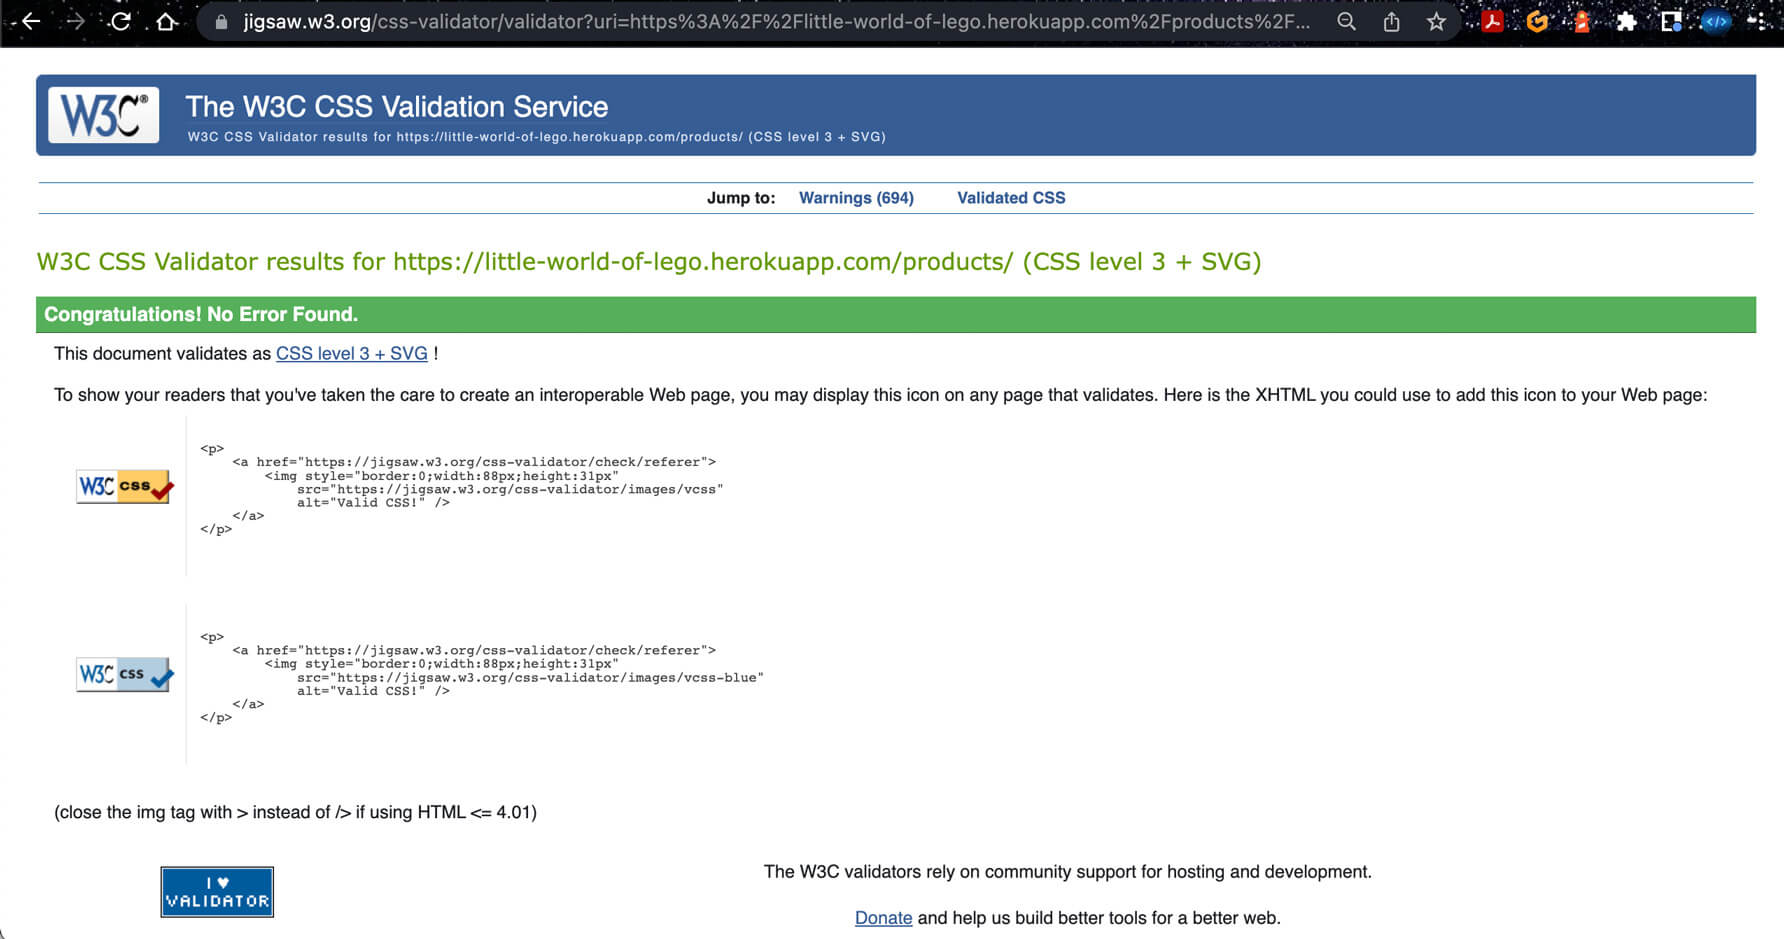 jigsaw.w3.org/css-validator/validator?uri=https%3A%2F%2Flittle-world-of-lego.herokuapp.com%2Fproducts%2F...
W3C®
The W3C CSS Validation Service
W3C CSS Validator results for https://little-world-of-lego.herokuapp.com/products/ (CSS level 3 + SVG)
Jump to: Warnings (694) Validated CSS
W3C CSS Validator results for https://little-world-of-lego.herokuapp.com/products/ (CSS level 3 + SVG)
Congratulations! No Error Found.
This document validates as CSS level 3 + SVG !
To show your readers that you've taken the care to create an interoperable Web page, you may display this icon on any page that validates. Here is the XHTML you could use to add this icon to your Web page:
W3C css
<p>
<a href="https://jigsaw.w3.org/css-validator/check/referer">
<img style="border:0;width:88px;height:31px"
src="https://jigsaw.w3.org/css-validator/images/vcss"
alt="Valid CSS!" />
</a>
</p>
W3C css
<p>
<a href="https://jigsaw.w3.org/css-validator/check/referer">
<img style="border:0;width:88px;height:31px"
src="https://jigsaw.w3.org/css-validator/images/vcss-blue"
alt="Valid CSS!" />
</a>
</p>
(close the img tag with > instead of /> if using HTML <= 4.01)
I ♥
VALIDATOR
The W3C validators rely on community support for hosting and development.
Donate and help us build better tools for a better web.